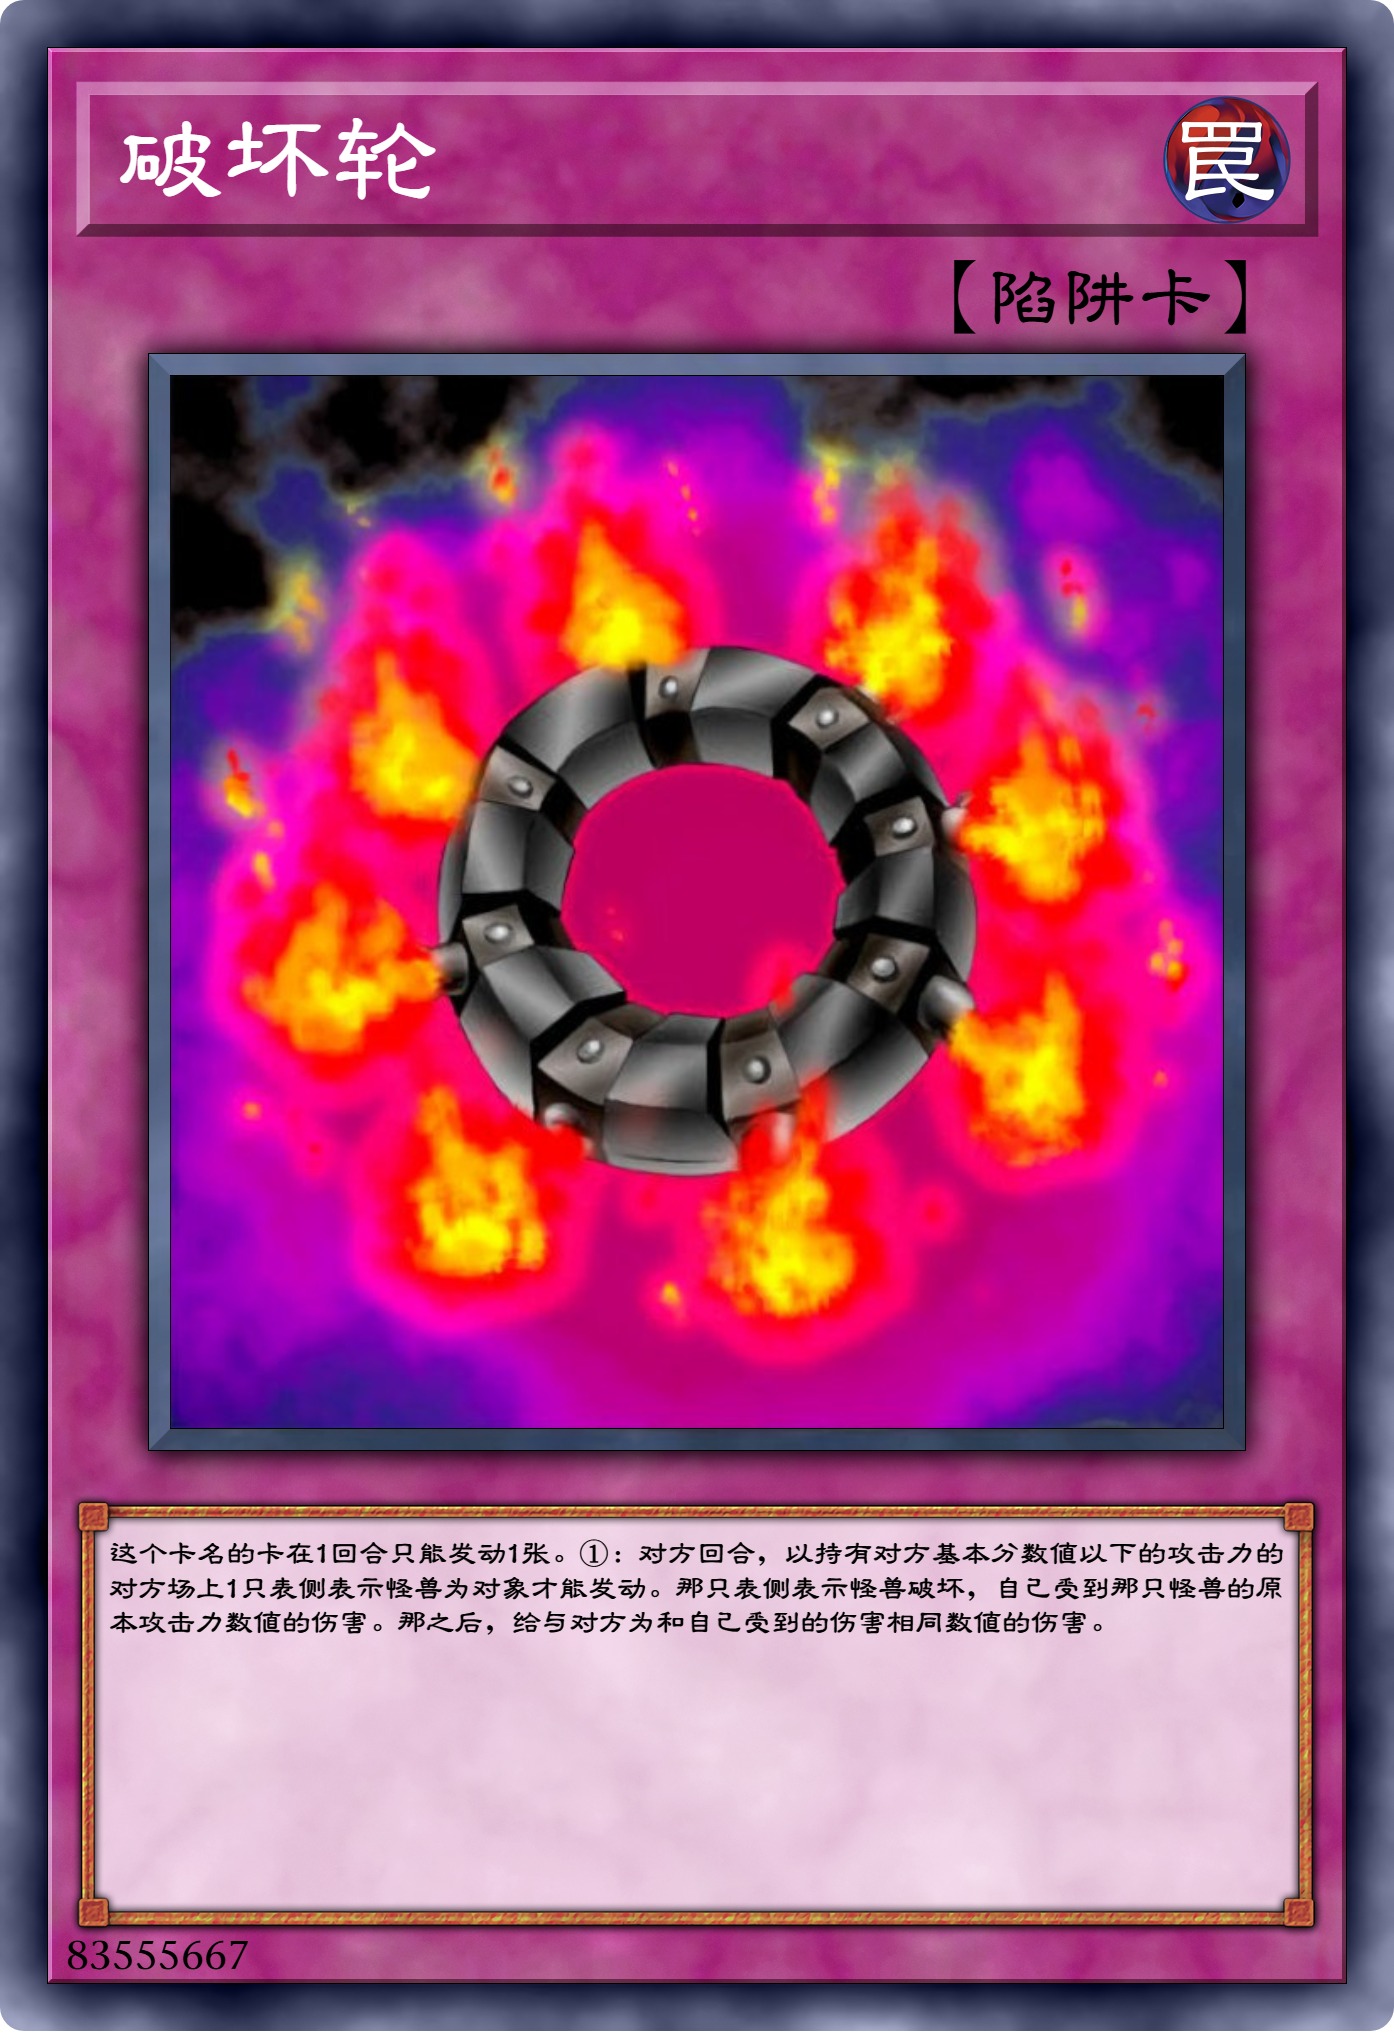 破坏轮
罠
【陷阱卡】
这个卡名的卡在1回合只能发动1张。①：对方回合，以持有对方基本分数値以下的攻击力的
对方场上1只表侧表示怪兽为对象才能发动。那只表侧表示怪兽破坏，自己受到那只怪兽的原
本攻击力数値的伤害。那之后，给与对方为和自己受到的伤害相同数値的伤害。
83555667